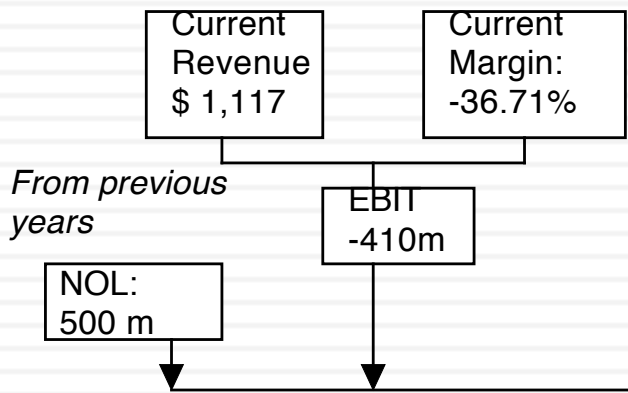 Current
Revenue
$ 1,117
Current
Margin:
-36.71%
From previous
years
EBIT
-410m
NOL:
500 m